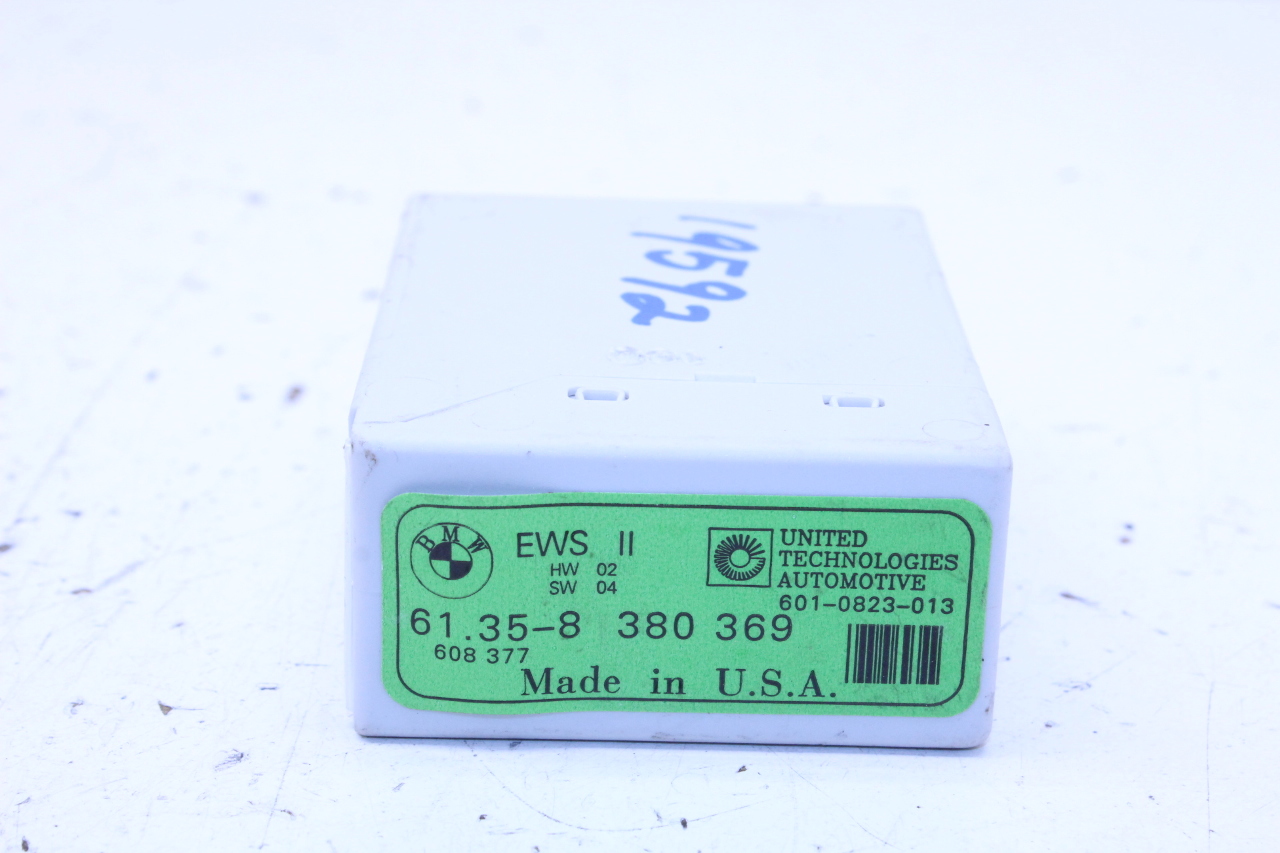 19592
BMW
EWS II
HW 02
SW 04
UNITED
TECHNOLOGIES
AUTOMOTIVE
601-0823-013
61.35-8 380 369
608 377
Made in U.S.A.